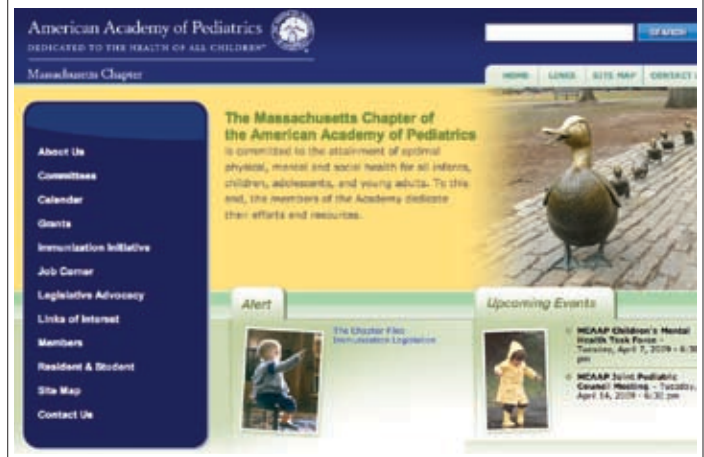 American Academy of Pediatrics
DEDICATED TO THE HEALTH OF ALL CHILDREN™
Massachusetts Chapter
SEARCH
HOME LINKS SITE MAP CONTACT
About Us
Committees
Calendar
Grants
Immunization Initiative
Job Corner
Legislative Advocacy
Links of Interest
Members
Resident & Student
Site Map
Contact Us
The Massachusetts Chapter of
the American Academy of Pediatrics
is committed to the attainment of optimal
physical, mental and social health for all infants,
children, adolescents, and young adults. To this
end, the members of the Academy dedicate
their efforts and resources.
Alert
The Chapter Files
Immunization Legislation
Upcoming Events
MCAAP Children's Mental
Health Task Force -
Tuesday, April 7, 2009 - 6:30
pm
MCAAP Joint Pediatric
Council Meeting - Tuesday,
April 14, 2009 - 6:30 pm